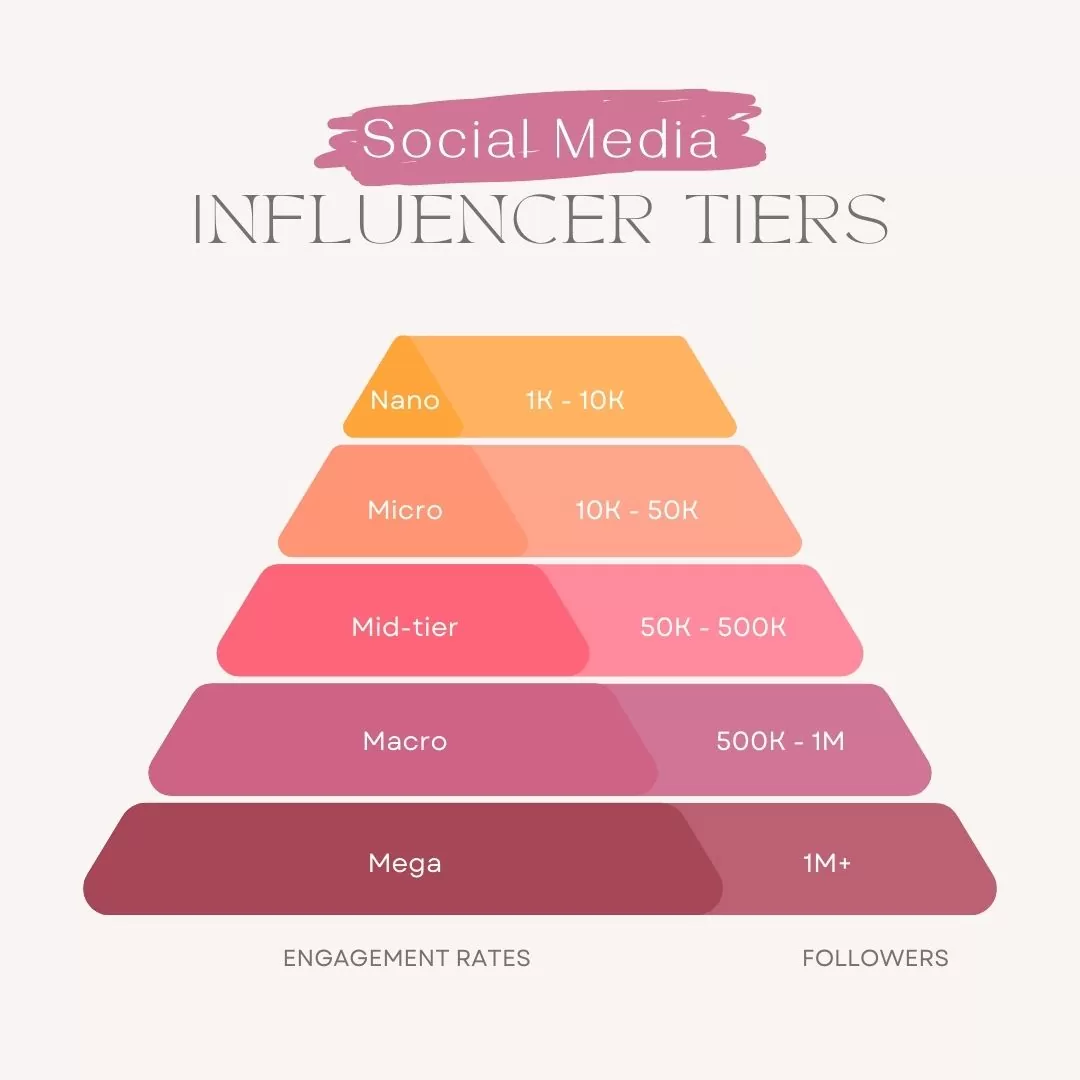 Social Media
INFLUENCER TIERS
Nano 1K - 10K
Micro 10K - 50K
Mid-tier 50K - 500K
Macro 500K - 1M
Mega 1M+
ENGAGEMENT RATES FOLLOWERS